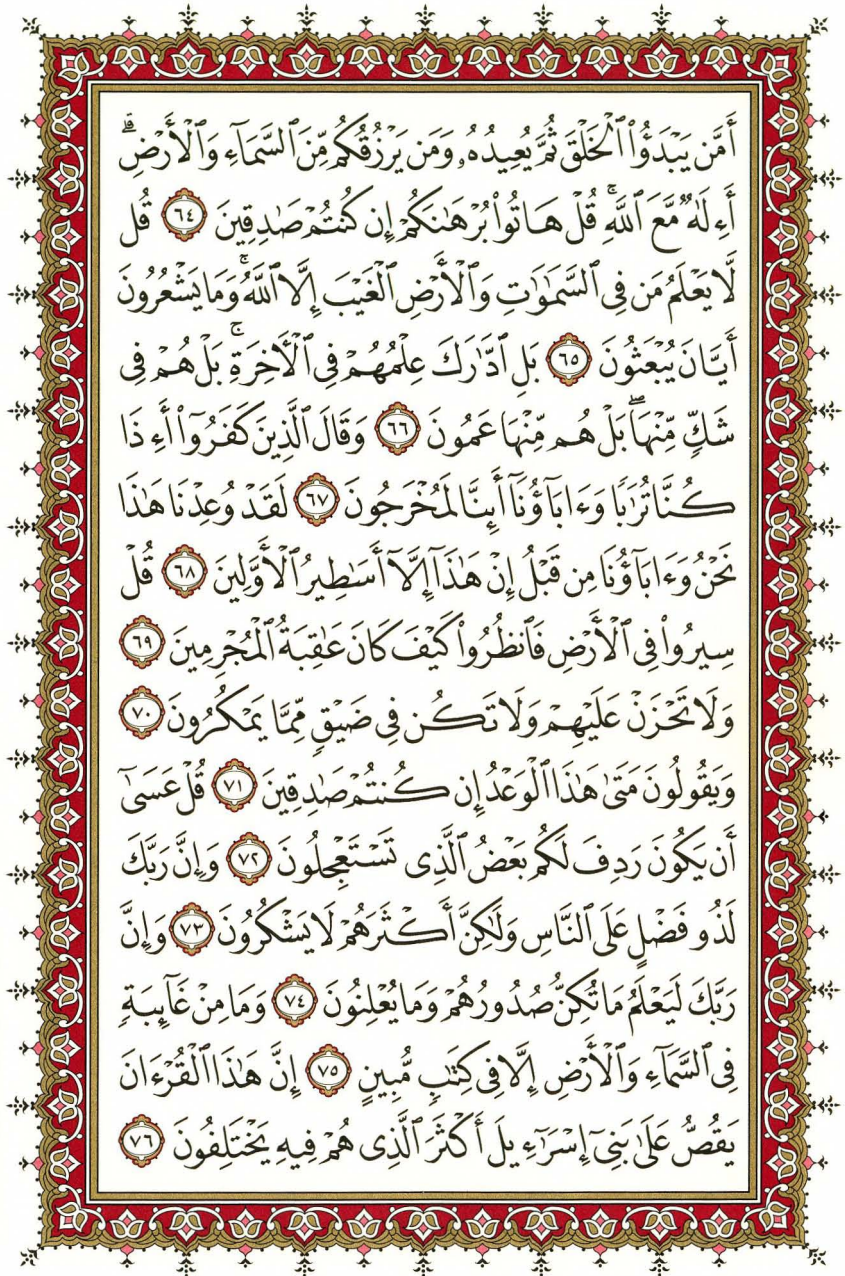 أَمَّن يَبْدَؤُا۟ ٱلْخَلْقَ ثُمَّ يُعِيدُهُۥ وَمَن يَرْزُقُكُم مِّنَ ٱلسَّمَآءِ وَٱلْأَرْضِ ۗ
أَءِلَٰهٌ مَّعَ ٱللَّهِ ۚ قُلْ هَاتُوا۟ بُرْهَٰنَكُمْ إِن كُنتُمْ صَٰدِقِينَ ٦٤ قُل
لَّا يَعْلَمُ مَن فِى ٱلسَّمَٰوَٰتِ وَٱلْأَرْضِ ٱلْغَيْبَ إِلَّا ٱللَّهُ ۚ وَمَا يَشْعُرُونَ
أَيَّانَ يُبْعَثُونَ ٦٥ بَلِ ٱدَّٰرَكَ عِلْمُهُمْ فِى ٱلْءَاخِرَةِ ۚ بَلْ هُمْ فِى
شَكٍّ مِّنْهَا ۖ بَلْ هُم مِّنْهَا عَمُونَ ٦٦ وَقَالَ ٱلَّذِينَ كَفَرُوٓا۟ أَءِذَا
كُنَّا تُرَٰبًا وَءَابَآؤُنَآ أَئِنَّا لَمُخْرَجُونَ ٦٧ لَقَدْ وُعِدْنَا هَٰذَا
نَحْنُ وَءَابَآؤُنَا مِن قَبْلُ إِنْ هَٰذَآ إِلَّآ أَسَٰطِيرُ ٱلْأَوَّلِينَ ٦٨ قُلْ
سِيرُوا۟ فِى ٱلْأَرْضِ فَٱنظُرُوا۟ كَيْفَ كَانَ عَٰقِبَةُ ٱلْمُجْرِمِينَ ٦٩
وَلَا تَحْزَنْ عَلَيْهِمْ وَلَا تَكُن فِى ضَيْقٍ مِّمَّا يَمْكُرُونَ ٧٠
وَيَقُولُونَ مَتَىٰ هَٰذَا ٱلْوَعْدُ إِن كُنتُمْ صَٰدِقِينَ ٧١ قُلْ عَسَىٰٓ
أَن يَكُونَ رَدِفَ لَكُم بَعْضُ ٱلَّذِى تَسْتَعْجِلُونَ ٧٢ وَإِنَّ رَبَّكَ
لَذُو فَضْلٍ عَلَى ٱلنَّاسِ وَلَٰكِنَّ أَكْثَرَهُمْ لَا يَشْكُرُونَ ٧٣ وَإِنَّ
رَبَّكَ لَيَعْلَمُ مَا تُكِنُّ صُدُورُهُمْ وَمَا يُعْلِنُونَ ٧٤ وَمَا مِنْ غَآئِبَةٍ
فِى ٱلسَّمَآءِ وَٱلْأَرْضِ إِلَّا فِى كِتَٰبٍ مُّبِينٍ ٧٥ إِنَّ هَٰذَا ٱلْقُرْءَانَ
يَقُصُّ عَلَىٰ بَنِىٓ إِسْرَٰٓءِيلَ أَكْثَرَ ٱلَّذِى هُمْ فِيهِ يَخْتَلِفُونَ ٧٦